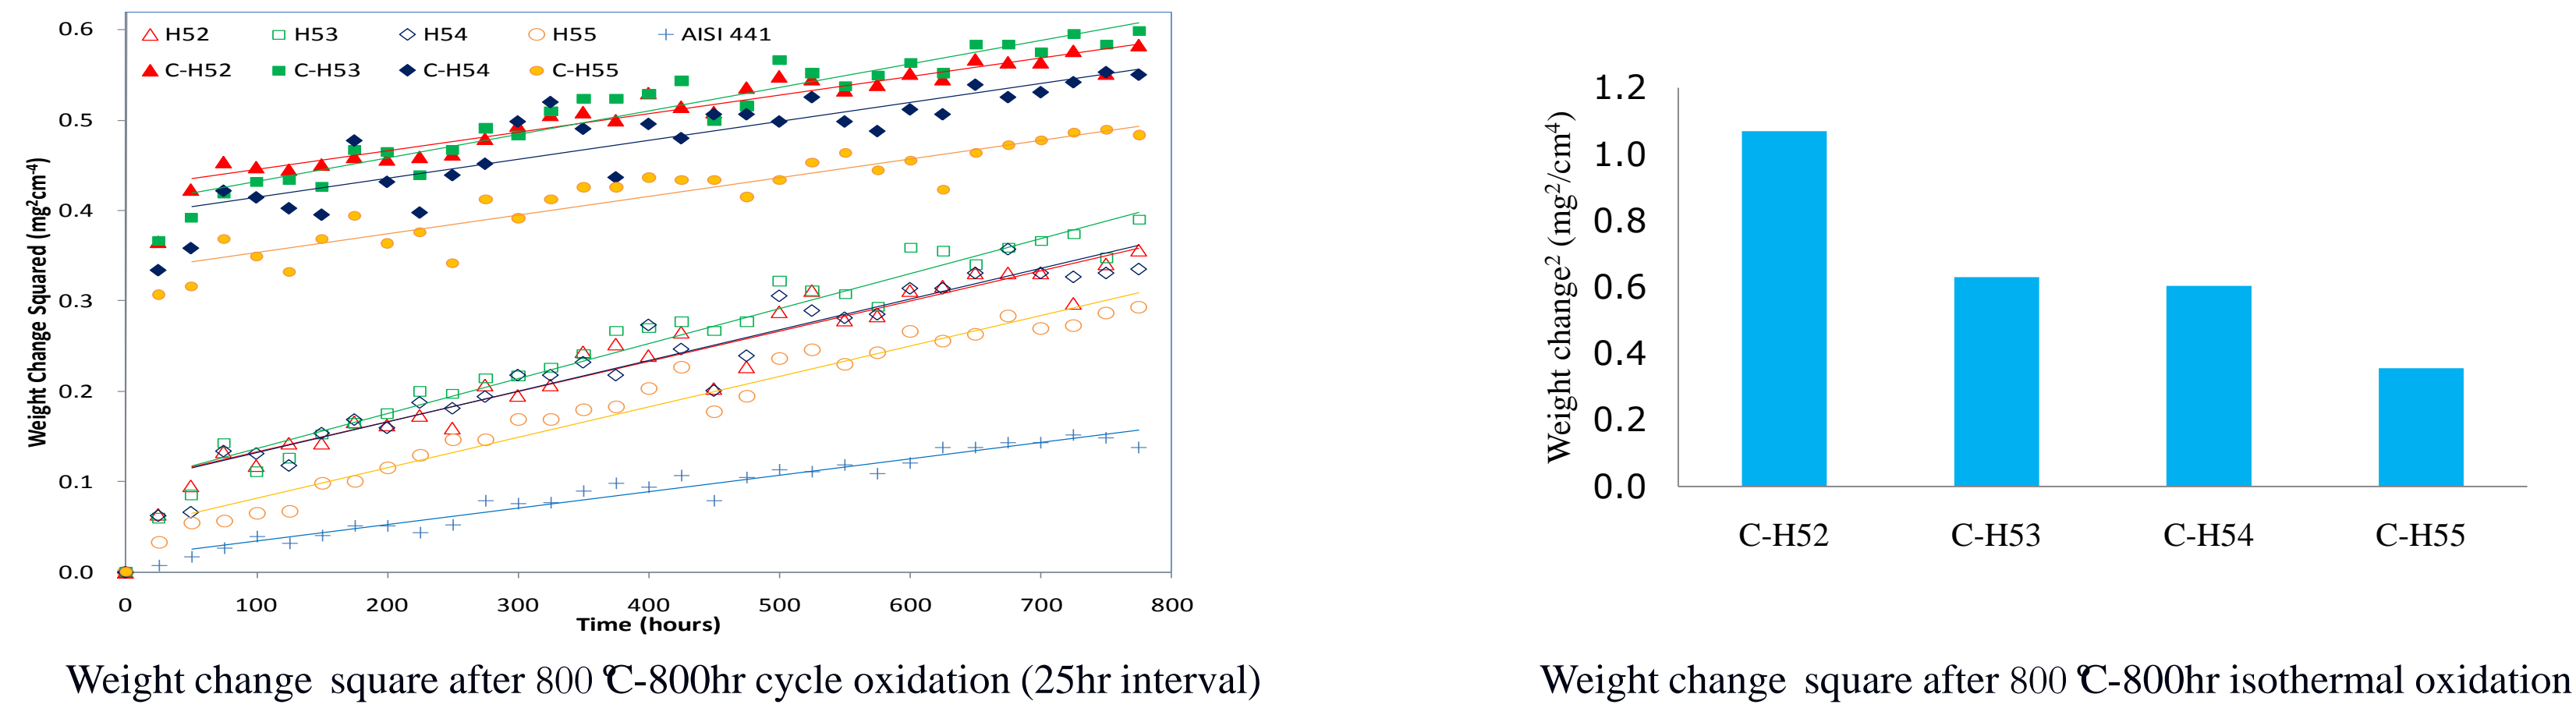 Weight Change Squared (mg²cm⁻⁴)
0.6
0.5
0.4
0.3
0.2
0.1
0.0
H52 H53 H54 H55 AISI 441
C-H52 C-H53 C-H54 C-H55
0 100 200 300 400 500 600 700 800
Time (hours)
Weight change square after 800 ℃-800hr cycle oxidation (25hr interval)
Weight change² (mg²/cm⁴)
1.2
1.0
0.8
0.6
0.4
0.2
0.0
C-H52 C-H53 C-H54 C-H55
Weight change square after 800 ℃-800hr isothermal oxidation